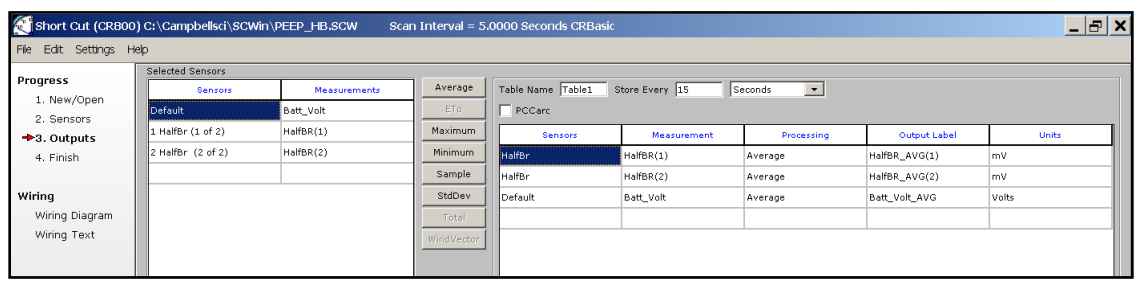 Short Cut (CR800) C:\Campbellsci\SCWin\PEEP_HB.SCW Scan Interval = 5.0000 Seconds CRBasic
File Edit Settings Help
Progress
1. New/Open
2. Sensors
3. Outputs
4. Finish
Wiring
Wiring Diagram
Wiring Text
Selected Sensors
Sensors Measurements
Default Batt_Volt
1 HalfBr (1 of 2) HalfBR(1)
2 HalfBr (2 of 2) HalfBR(2)
Average
ETo
Maximum
Minimum
Sample
StdDev
Total
WindVector
Table Name Table1 Store Every 15 Seconds
PCCarc
Sensors Measurement Processing Output Label Units
HalfBr HalfBR(1) Average HalfBR_AVG(1) mV
HalfBr HalfBR(2) Average HalfBR_AVG(2) mV
Default Batt_Volt Average Batt_Volt_AVG Volts